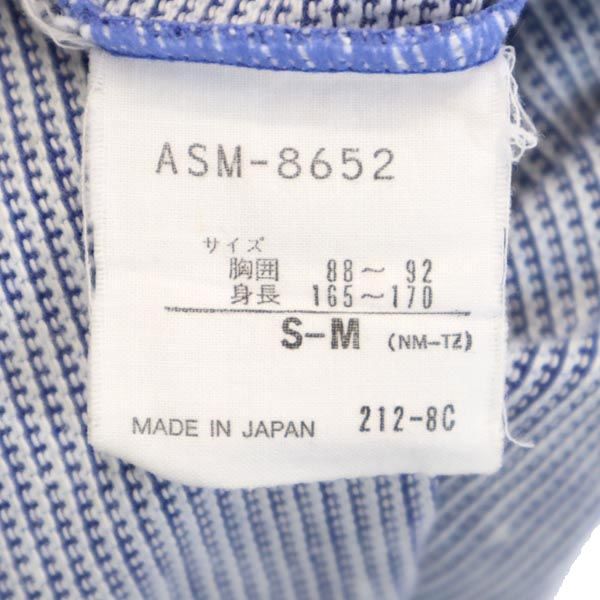 ASM-8652
サイズ
胸囲 88～92
身長 165～170
S-M (NM-TZ)
MADE IN JAPAN 212-8C